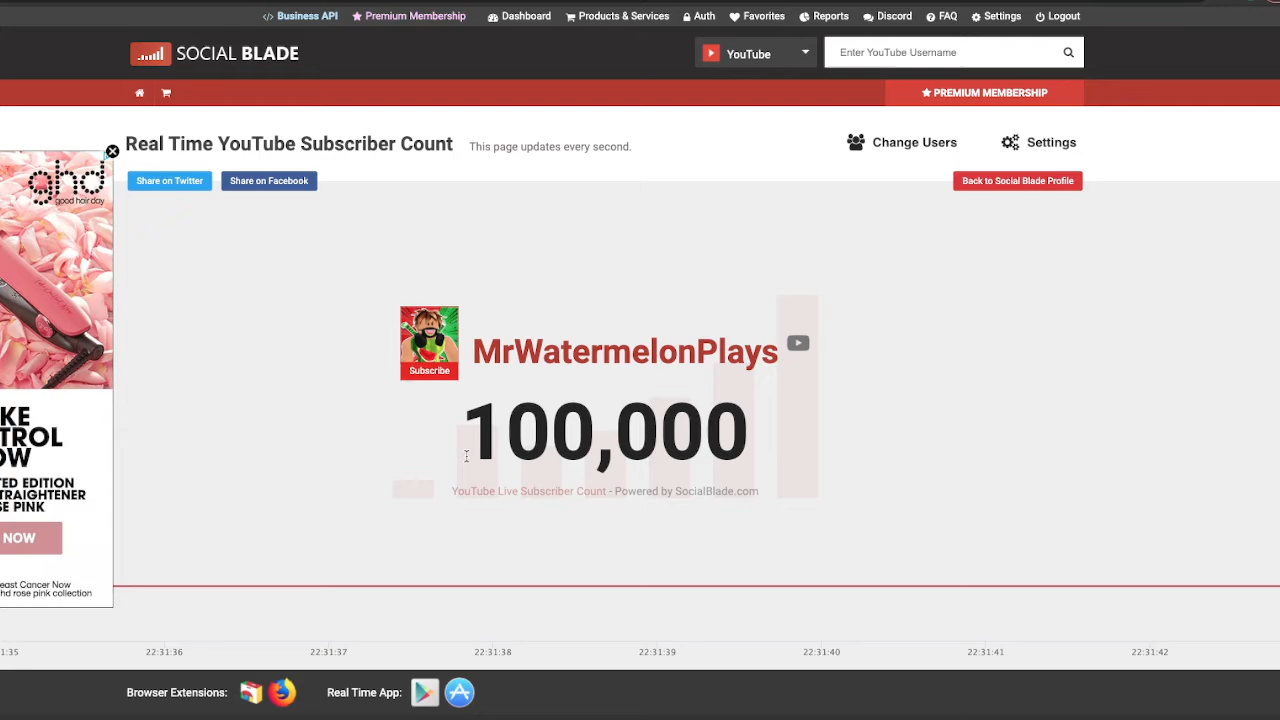 Business API Premium Membership Dashboard Products & Services Auth Favorites Reports Discord FAQ Settings Logout
SOCIAL BLADE YouTube Enter YouTube Username
PREMIUM MEMBERSHIP
Real Time YouTube Subscriber Count This page updates every second. Change Users Settings
Share on Twitter Share on Facebook Back to Social Blade Profile
ghd
good hair day
Subscribe
MrWatermelonPlays
100,000
YouTube Live Subscriber Count - Powered by SocialBlade.com
KE
TROL
OW
TED EDITION
TRAIGHTENER
SE PINK
NOW
east Cancer Now
hd rose pink collection
1:35 22:31:36 22:31:37 22:31:38 22:31:39 22:31:40 22:31:41 22:31:42
Browser Extensions: Real Time App: